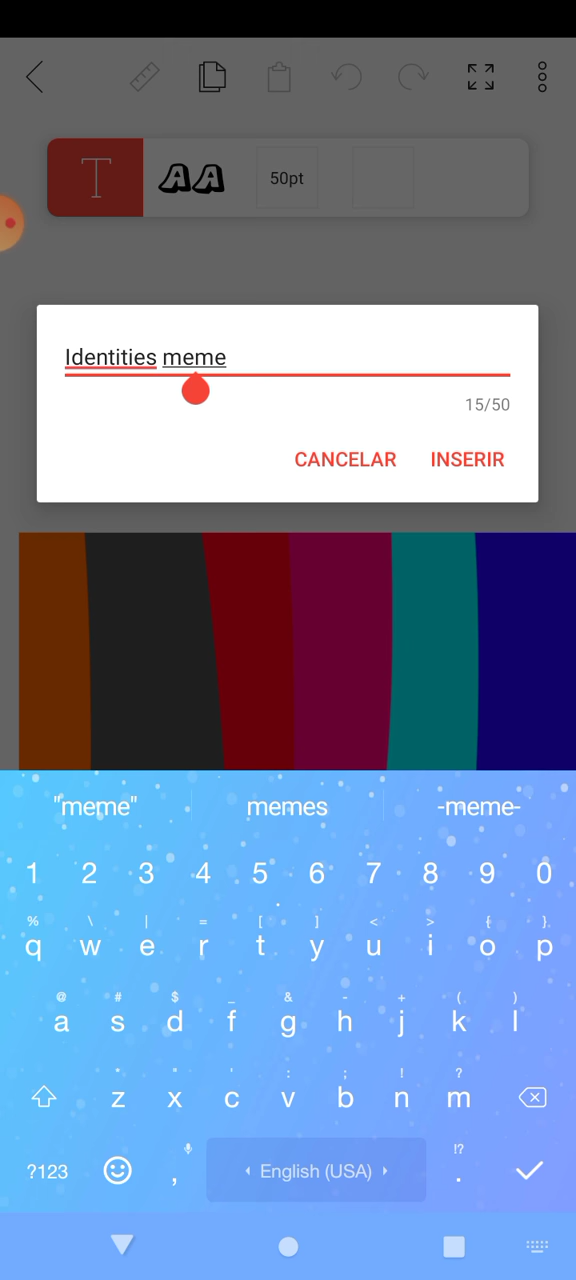 T AA 50pt
Identities meme
15/50
CANCELAR INSERIR
"meme" memes -meme-
1 2 3 4 5 6 7 8 9 0
% \ | = [ ] < > { }
q w e r t y u i o p
@ # $ _ & - + ( )
a s d f g h j k l
* " ' : ; ! ?
z x c v b n m
!?
?123 , English (USA) .